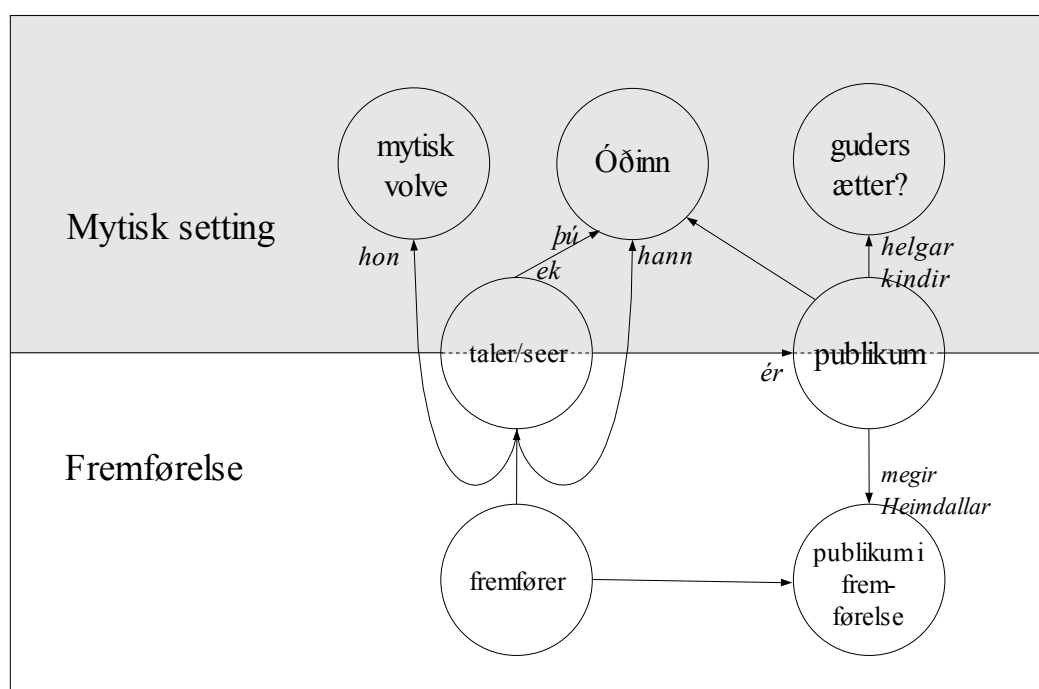 mytisk
volve
Óðinn
guders
ætter?
Mytisk setting
hon
þú
ek
hann
helgar
kindir
taler/seer
ér
publikum
Fremførelse
megir
Heimdallar
fremfører
publikum i
frem-
førelse